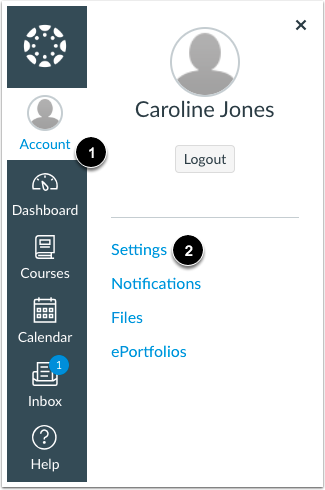 Account
1
Dashboard
Courses
Calendar
1
Inbox
Help
×
Caroline Jones
Logout
Settings 2
Notifications
Files
ePortfolios